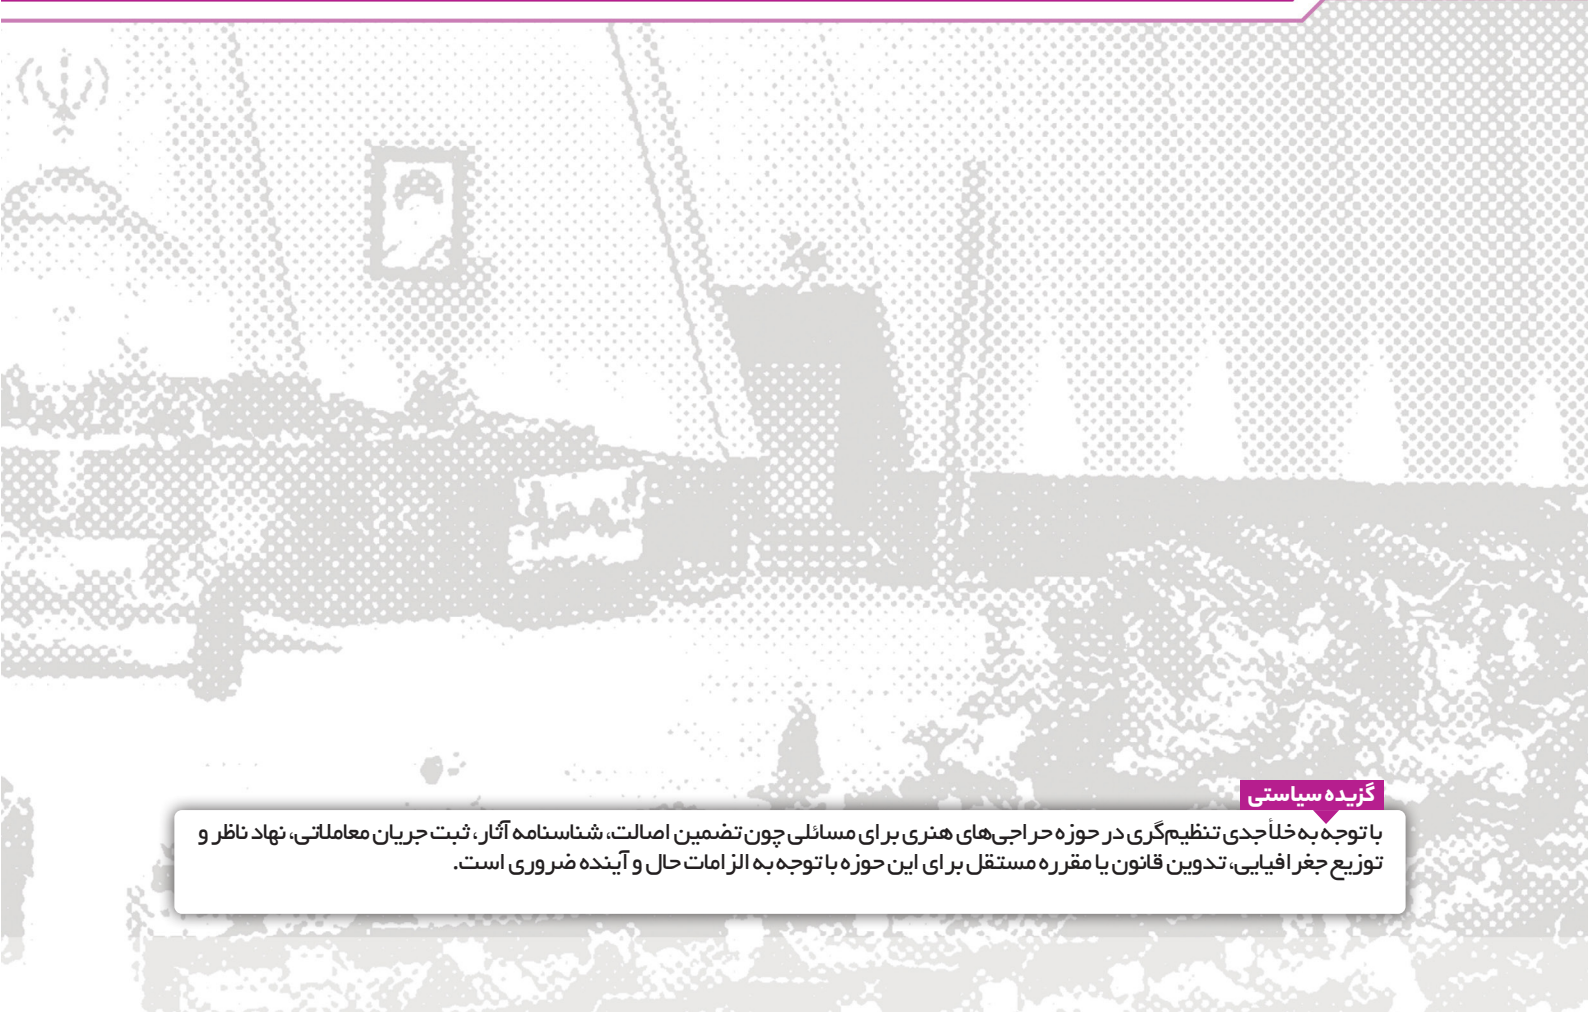 گزیده سیاستی
با توجه به خلأ جدی تنظیم‌گری در حوزه حراجی‌های هنری برای مسائلی چون تضمین اصالت، شناسنامه آثار، ثبت جریان معاملاتی، نهاد ناظر و
توزیع جغرافیایی، تدوین قانون یا مقرره مستقل برای این حوزه با توجه به الزامات حال و آینده ضروری است.